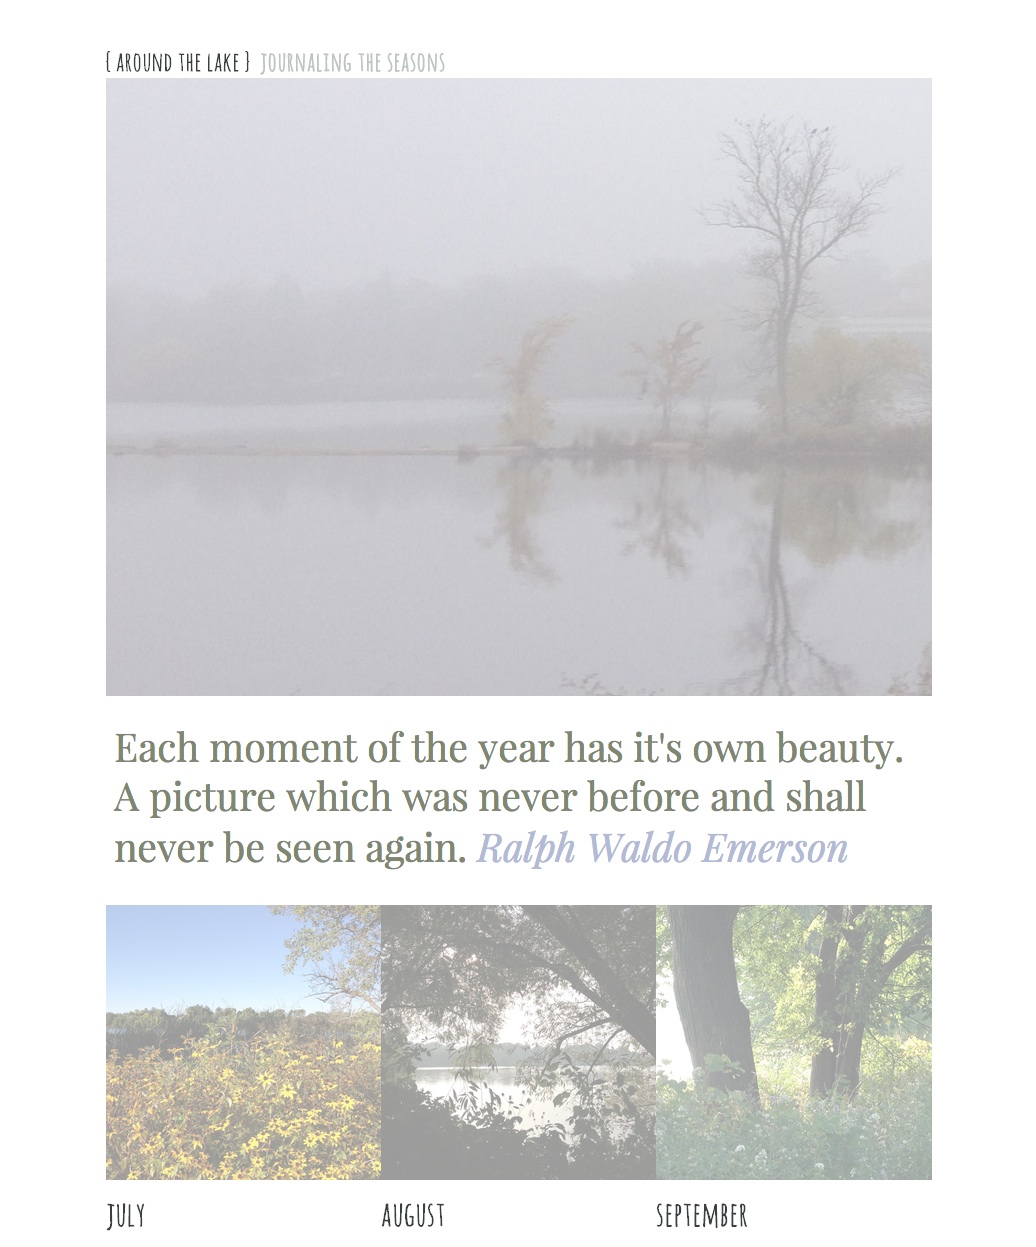 { AROUND THE LAKE } JOURNALING THE SEASONS
Each moment of the year has it's own beauty.
A picture which was never before and shall
never be seen again. Ralph Waldo Emerson
JULY AUGUST SEPTEMBER